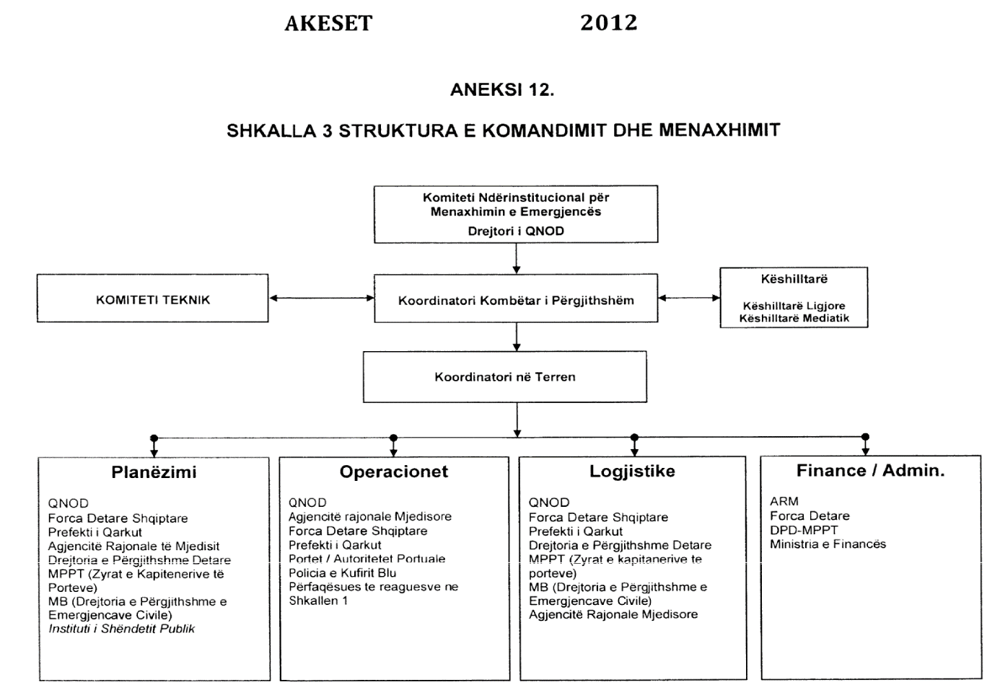 AKESET 2012
ANEKSI 12.
SHKALLA 3 STRUKTURA E KOMANDIMIT DHE MENAXHIMIT
Komiteti Ndërinstitucional për
Menaxhimin e Emergjencës
Drejtori i QNOD
KOMITETI TEKNIK
Koordinatori Kombëtar i Përgjithshëm
Këshilltarë
Këshilltarë Ligjore
Këshilltarë Mediatik
Koordinatori në Terren
Planëzimi
QNOD
Forca Detare Shqiptare
Prefekti i Qarkut
Agjencitë Rajonale të Mjedisit
Drejtoria e Përgjithshme Detare
MPPT (Zyrat e Kapitenerive të
Porteve)
MB (Drejtoria e Përgjithshme e
Emergjencave Civile)
Instituti i Shëndetit Publik
Operacionet
QNOD
Agjencitë rajonale Mjedisore
Forca Detare Shqiptare
Prefekti i Qarkut
Portet / Autoritetet Portuale
Policia e Kufirit Blu
Përfaqësues te reaguesve ne
Shkallen 1
Logjistike
QNOD
Forca Detare Shqiptare
Prefekti i Qarkut
Drejtoria e Përgjithshme Detare
MPPT (Zyrat e kapitanerive te
porteve)
MB (Drejtoria e Përgjithshme e
Emergjencave Civile)
Agjencitë Rajonale Mjedisore
Finance / Admin.
ARM
Forca Detare
DPD-MPPT
Ministria e Financës